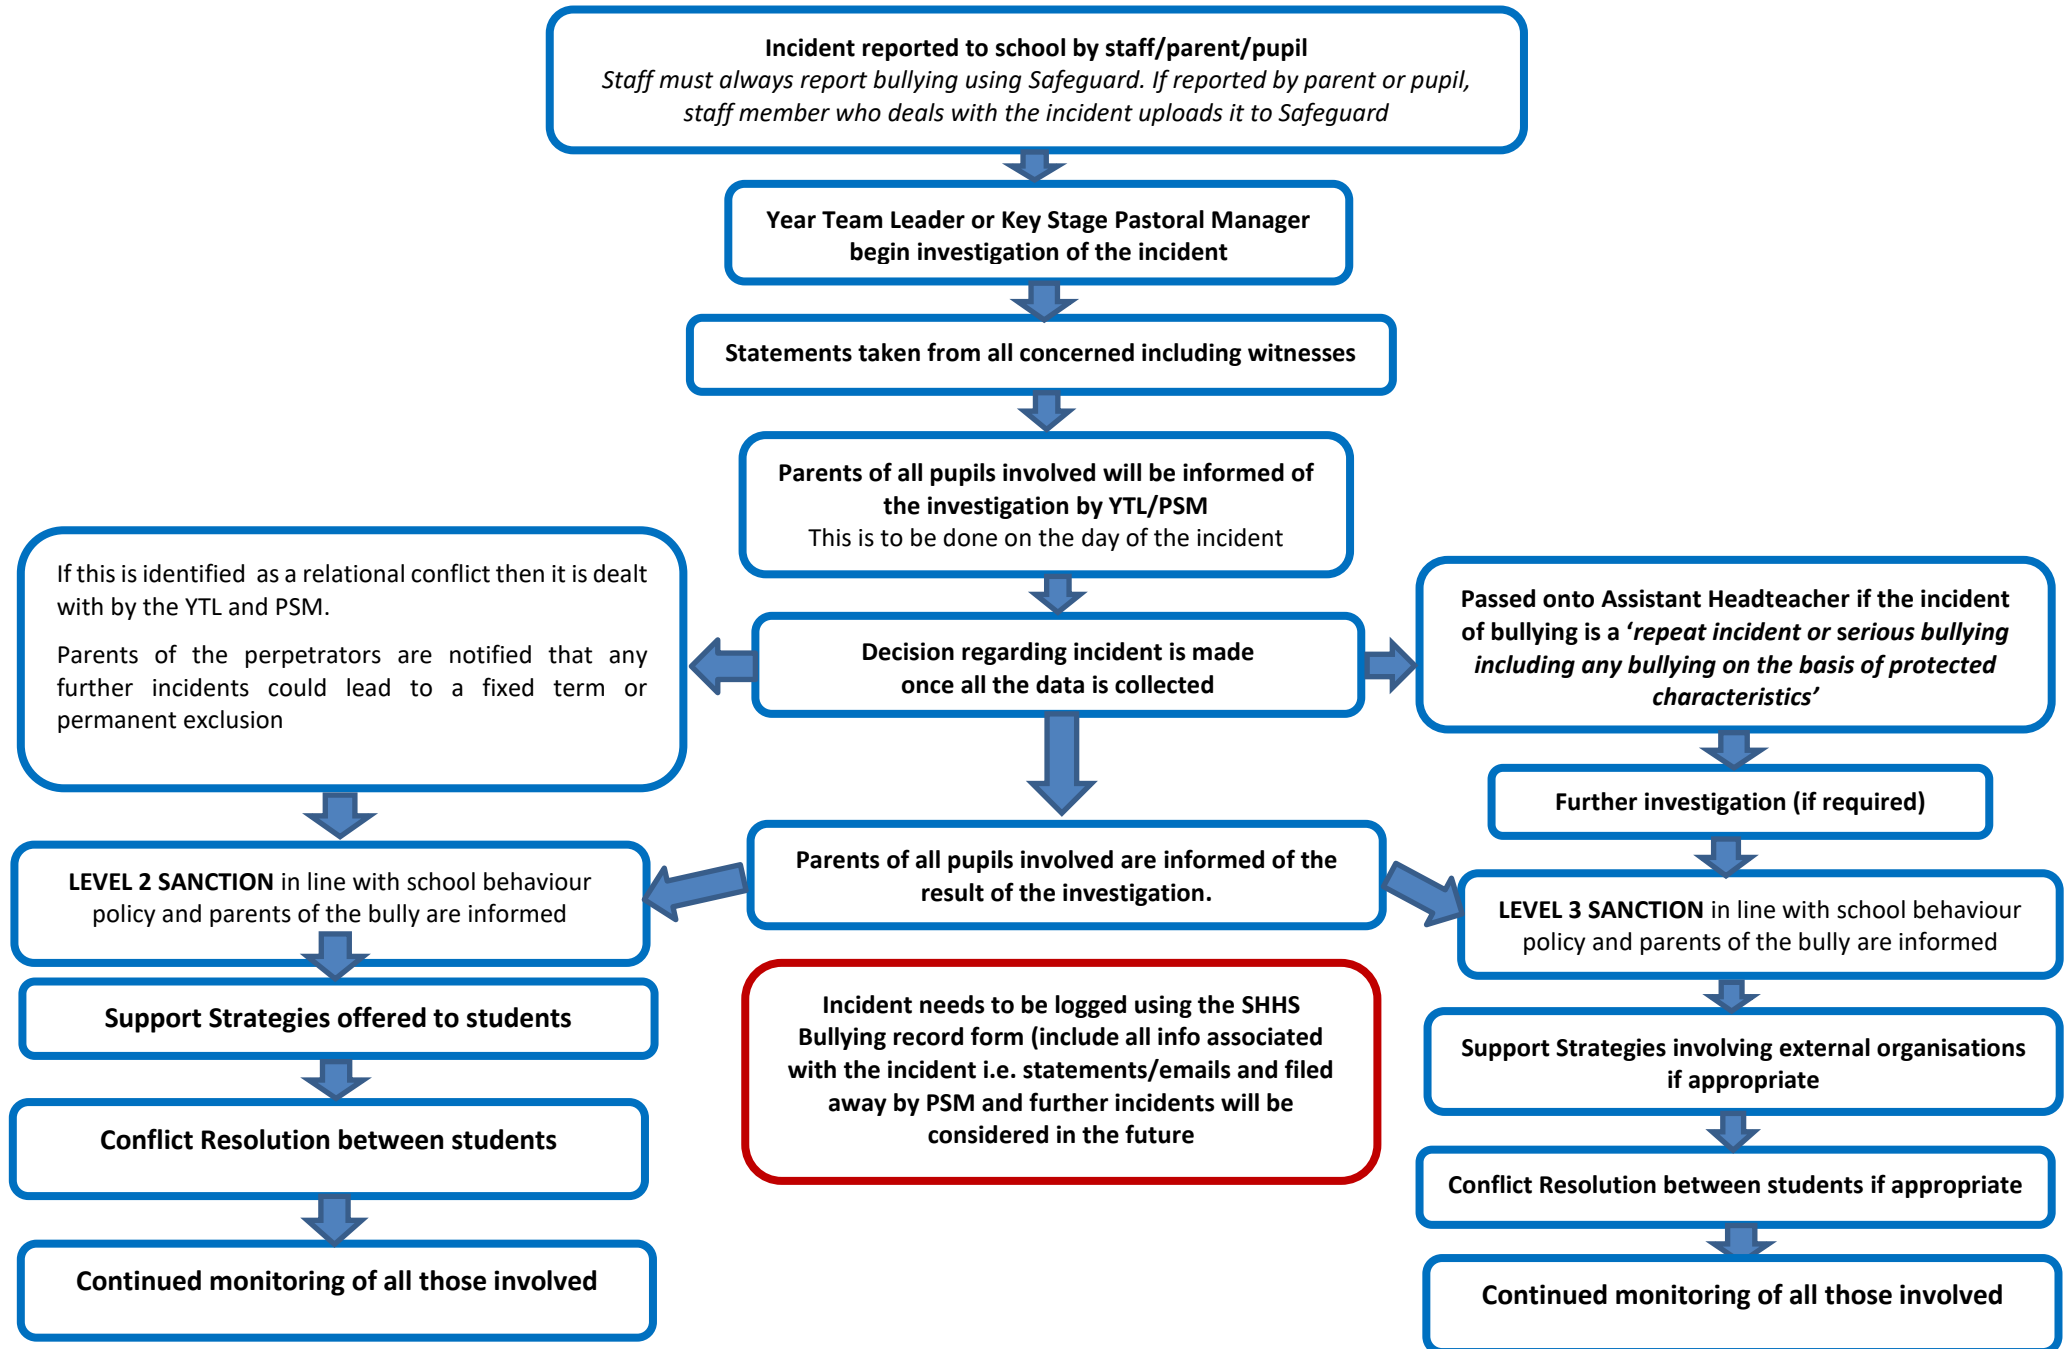 Incident reported to school by staff/parent/pupil
Staff must always report bullying using Safeguard. If reported by parent or pupil,
staff member who deals with the incident uploads it to Safeguard
Year Team Leader or Key Stage Pastoral Manager
begin investigation of the incident
Statements taken from all concerned including witnesses
Parents of all pupils involved will be informed of
the investigation by YTL/PSM
This is to be done on the day of the incident
Decision regarding incident is made
once all the data is collected
If this is identified as a relational conflict then it is dealt
with by the YTL and PSM.
Parents of the perpetrators are notified that any
further incidents could lead to a fixed term or
permanent exclusion
Passed onto Assistant Headteacher if the incident
of bullying is a ‘repeat incident or serious bullying
including any bullying on the basis of protected
characteristics’
Further investigation (if required)
Parents of all pupils involved are informed of the
result of the investigation.
LEVEL 2 SANCTION in line with school behaviour
policy and parents of the bully are informed
Support Strategies offered to students
Conflict Resolution between students
Continued monitoring of all those involved
Incident needs to be logged using the SHHS
Bullying record form (include all info associated
with the incident i.e. statements/emails and filed
away by PSM and further incidents will be
considered in the future
LEVEL 3 SANCTION in line with school behaviour
policy and parents of the bully are informed
Support Strategies involving external organisations
if appropriate
Conflict Resolution between students if appropriate
Continued monitoring of all those involved